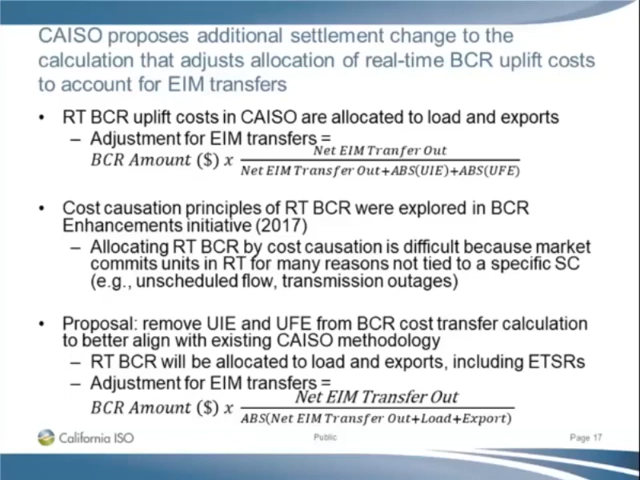 CAISO proposes additional settlement change to the
calculation that adjusts allocation of real-time BCR uplift costs
to account for EIM transfers
• RT BCR uplift costs in CAISO are allocated to load and exports
– Adjustment for EIM transfers =
Net EIM Tranfer Out
BCR Amount ($) x
Net EIM Transfer Out+ABS(UIE)+ABS(UFE)
• Cost causation principles of RT BCR were explored in BCR
Enhancements initiative (2017)
– Allocating RT BCR by cost causation is difficult because market
commits units in RT for many reasons not tied to a specific SC
(e.g., unscheduled flow, transmission outages)
• Proposal: remove UIE and UFE from BCR cost transfer calculation
to better align with existing CAISO methodology
– RT BCR will be allocated to load and exports, including ETSRs
– Adjustment for EIM transfers =
Net EIM Transfer Out
BCR Amount ($) x
ABS(Net EIM Transfer Out+Load+Export)
California ISO
Public
Page 17